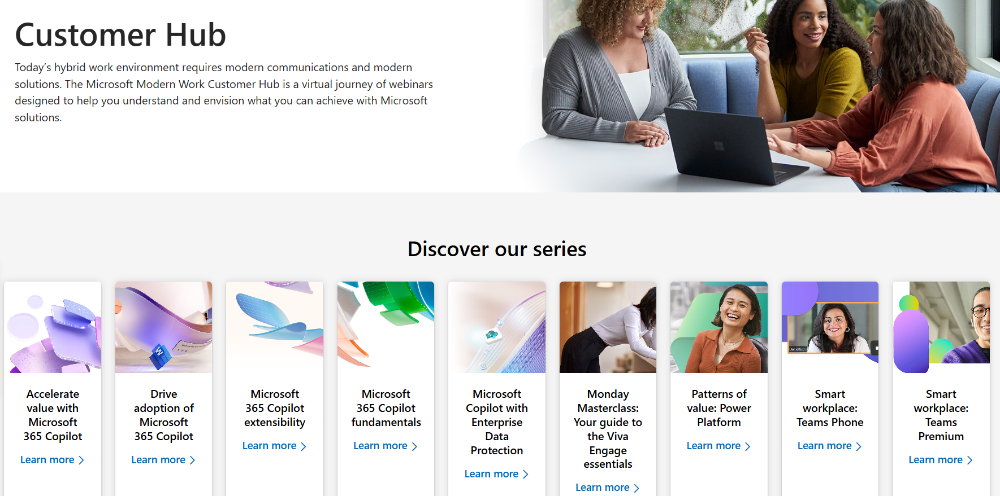 Customer Hub
Today’s hybrid work environment requires modern communications and modern
solutions. The Microsoft Modern Work Customer Hub is a virtual journey of webinars
designed to help you understand and envision what you can achieve with Microsoft
solutions.
Discover our series
Accelerate
value with
Microsoft
365 Copilot
Learn more
W
Drive
adoption of
Microsoft
365 Copilot
Learn more
Microsoft
365 Copilot
extensibility
Learn more
Microsoft
365 Copilot
fundamentals
Learn more
S
Microsoft
Copilot with
Enterprise
Data
Protection
Learn more
Monday
Masterclass:
Your guide to
the Viva
Engage
essentials
Learn more
Patterns of
value: Power
Platform
Learn more
Danielle B
Smart
workplace:
Teams Phone
Learn more
Smart
workplace:
Teams
Premium
Learn more